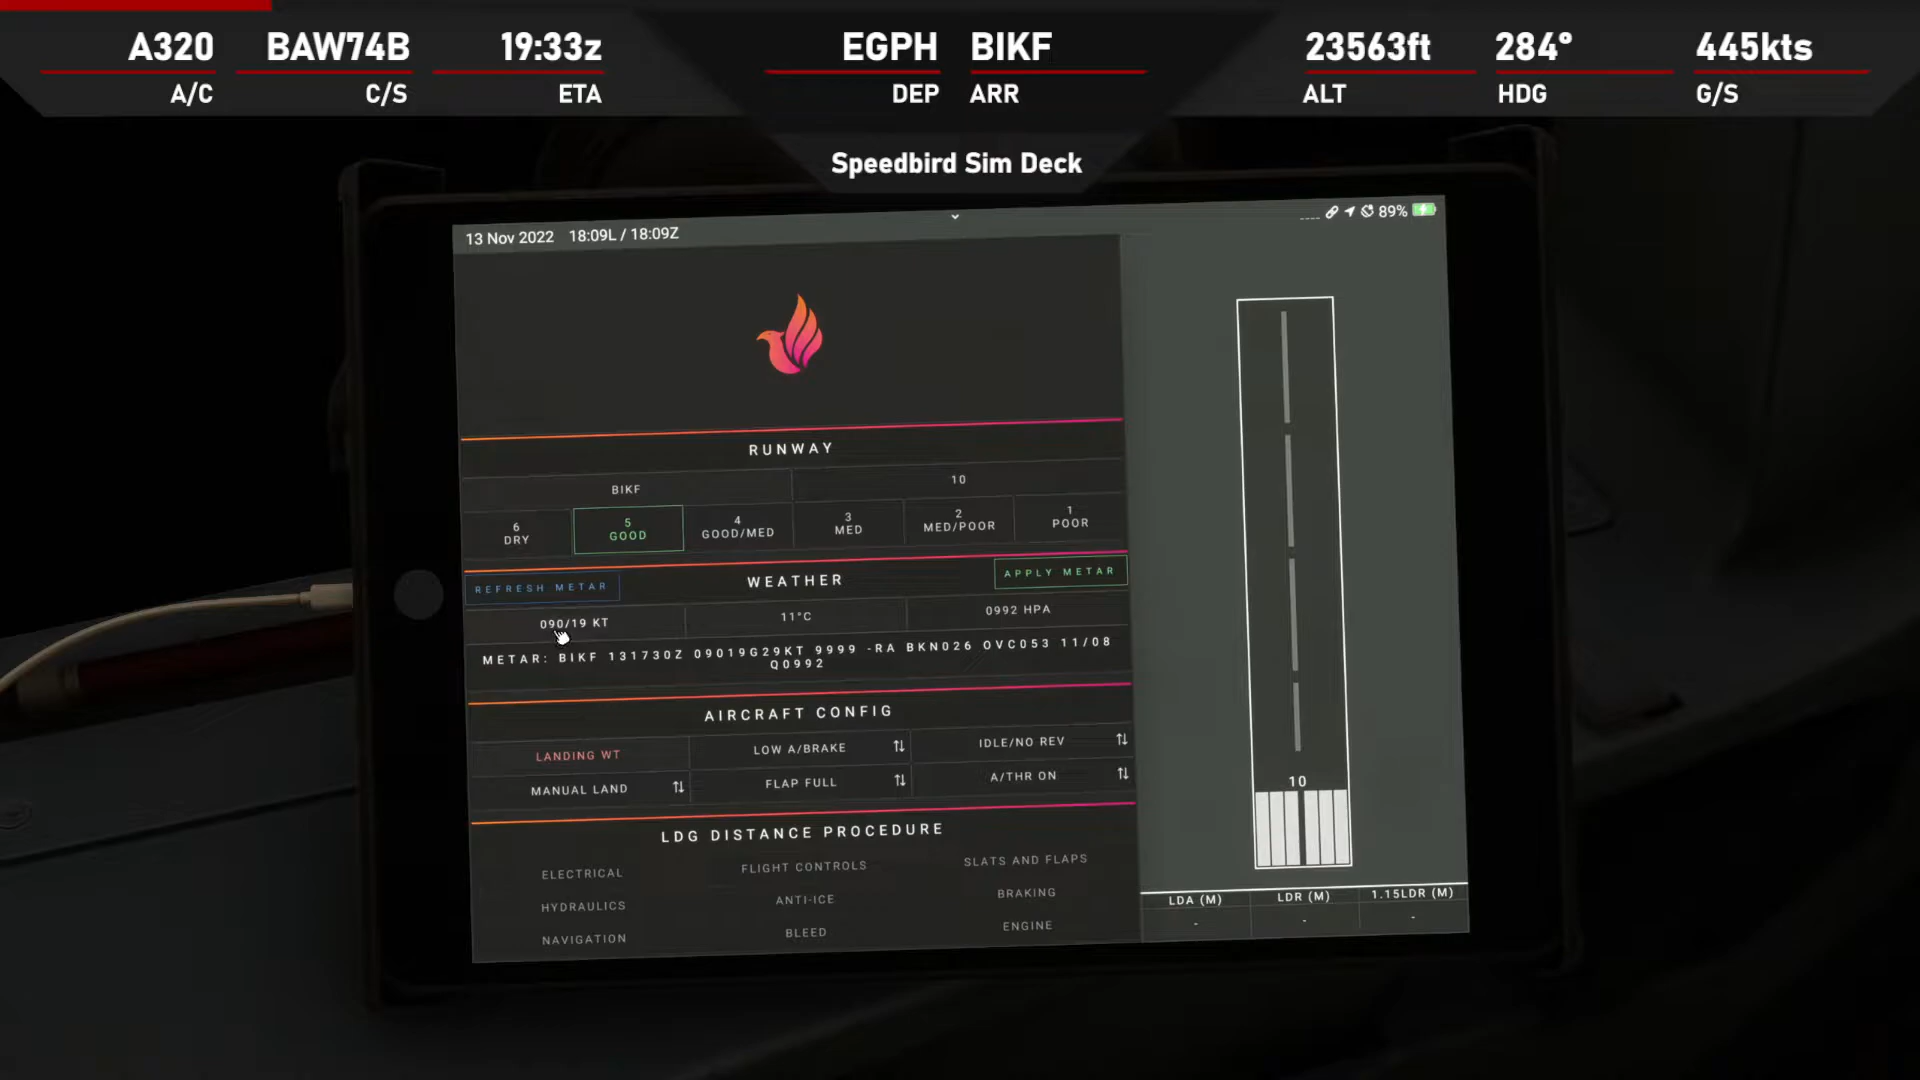 A320 BAW74B 19:33z EGPH BIKF 23563ft 284° 445kts
A/C C/S ETA DEP ARR ALT HDG G/S
Speedbird Sim Deck
13 Nov 2022 18:09L / 18:09Z 89%
RUNWAY
BIKF 10
6 5 4 3 2 1
DRY GOOD GOOD/MED MED MED/POOR POOR
REFRESH METAR WEATHER APPLY METAR
090/19 KT 11°C 0992 HPA
METAR: BIKF 131730Z 09019G29KT 9999 -RA BKN026 OVC053 11/08
Q0992
AIRCRAFT CONFIG
LANDING WT LOW A/BRAKE IDLE/NO REV
MANUAL LAND FLAP FULL A/THR ON
LDG DISTANCE PROCEDURE
ELECTRICAL FLIGHT CONTROLS SLATS AND FLAPS
HYDRAULICS ANTI-ICE BRAKING
NAVIGATION BLEED ENGINE
10
LDA (M) LDR (M) 1.15LDR (M)
- - -